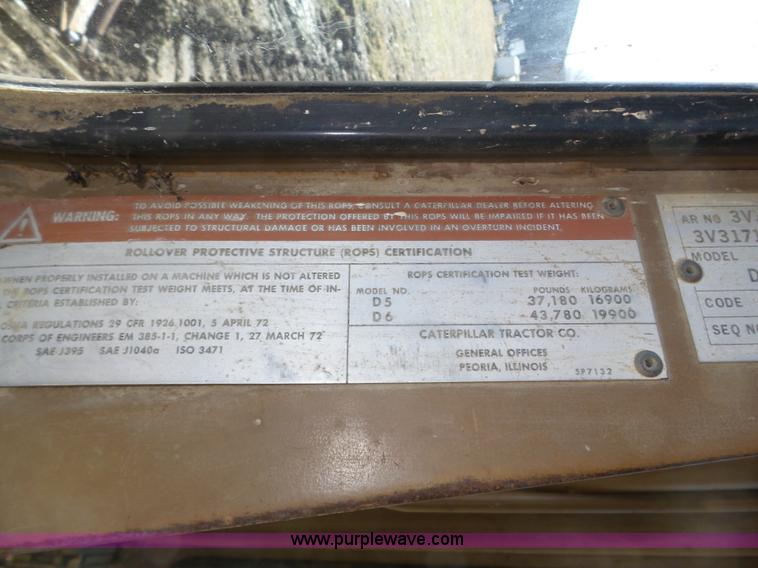 WARNING:
TO AVOID POSSIBLE WEAKENING OF THIS ROPS, CONSULT A CATERPILLAR DEALER BEFORE ALTERING
THIS ROPS IN ANY WAY. THE PROTECTION OFFERED BY THIS ROPS WILL BE IMPAIRED IF IT HAS BEEN
SUBJECTED TO STRUCTURAL DAMAGE OR HAS BEEN INVOLVED IN AN OVERTURN INCIDENT.
ROLLOVER PROTECTIVE STRUCTURE (ROPS) CERTIFICATION
WHEN PROPERLY INSTALLED ON A MACHINE WHICH IS NOT ALTERED
THE ROPS CERTIFICATION TEST WEIGHT MEETS, AT THE TIME OF IN-
CRITERIA ESTABLISHED BY:
OSHA REGULATIONS 29 CFR 1926.1001, 5 APRIL 72
CORPS OF ENGINEERS EM 385-1-1, CHANGE 1, 27 MARCH 72
SAE J395 SAE J1040a ISO 3471
ROPS CERTIFICATION TEST WEIGHT:
MODEL NO. POUNDS KILOGRAMS
D5 37,180 16900
D6 43,780 19900
CATERPILLAR TRACTOR CO.
GENERAL OFFICES
PEORIA, ILLINOIS
5P7132
AR NO 3V
3V3171
MODEL
D
CODE
SEQ NO
www.purplewave.com